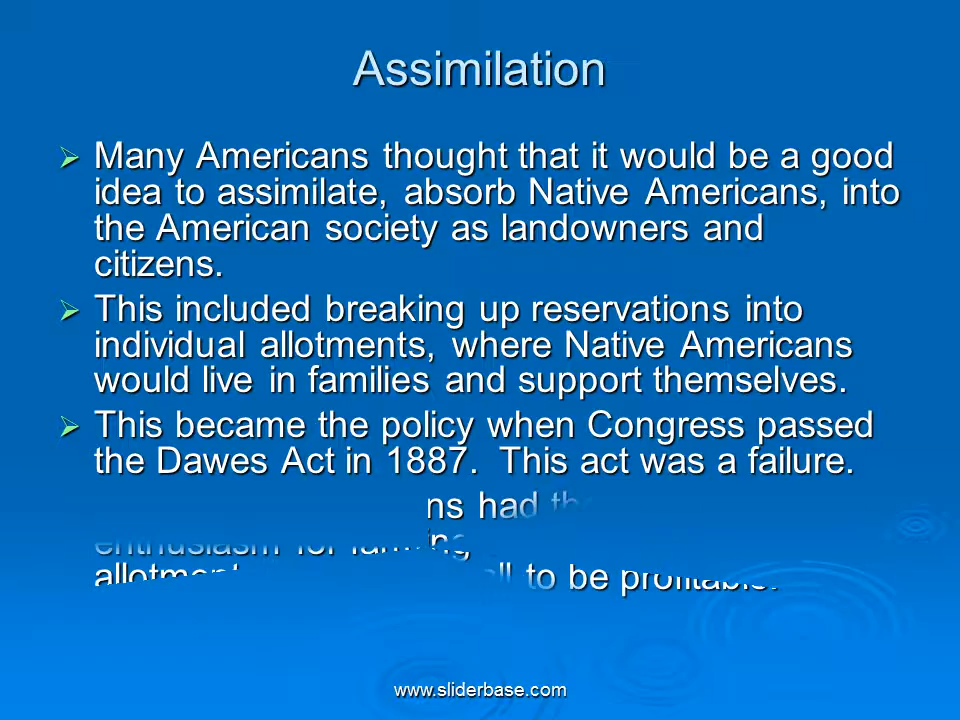 Assimilation
➢ Many Americans thought that it would be a good
idea to assimilate, absorb Native Americans, into
the American society as landowners and
citizens.
➢ This included breaking up reservations into
individual allotments, where Native Americans
would live in families and support themselves.
➢ This became the policy when Congress passed
the Dawes Act in 1887.  This act was a failure.
had
enthusiasm for
to be profitable.
www.sliderbase.com